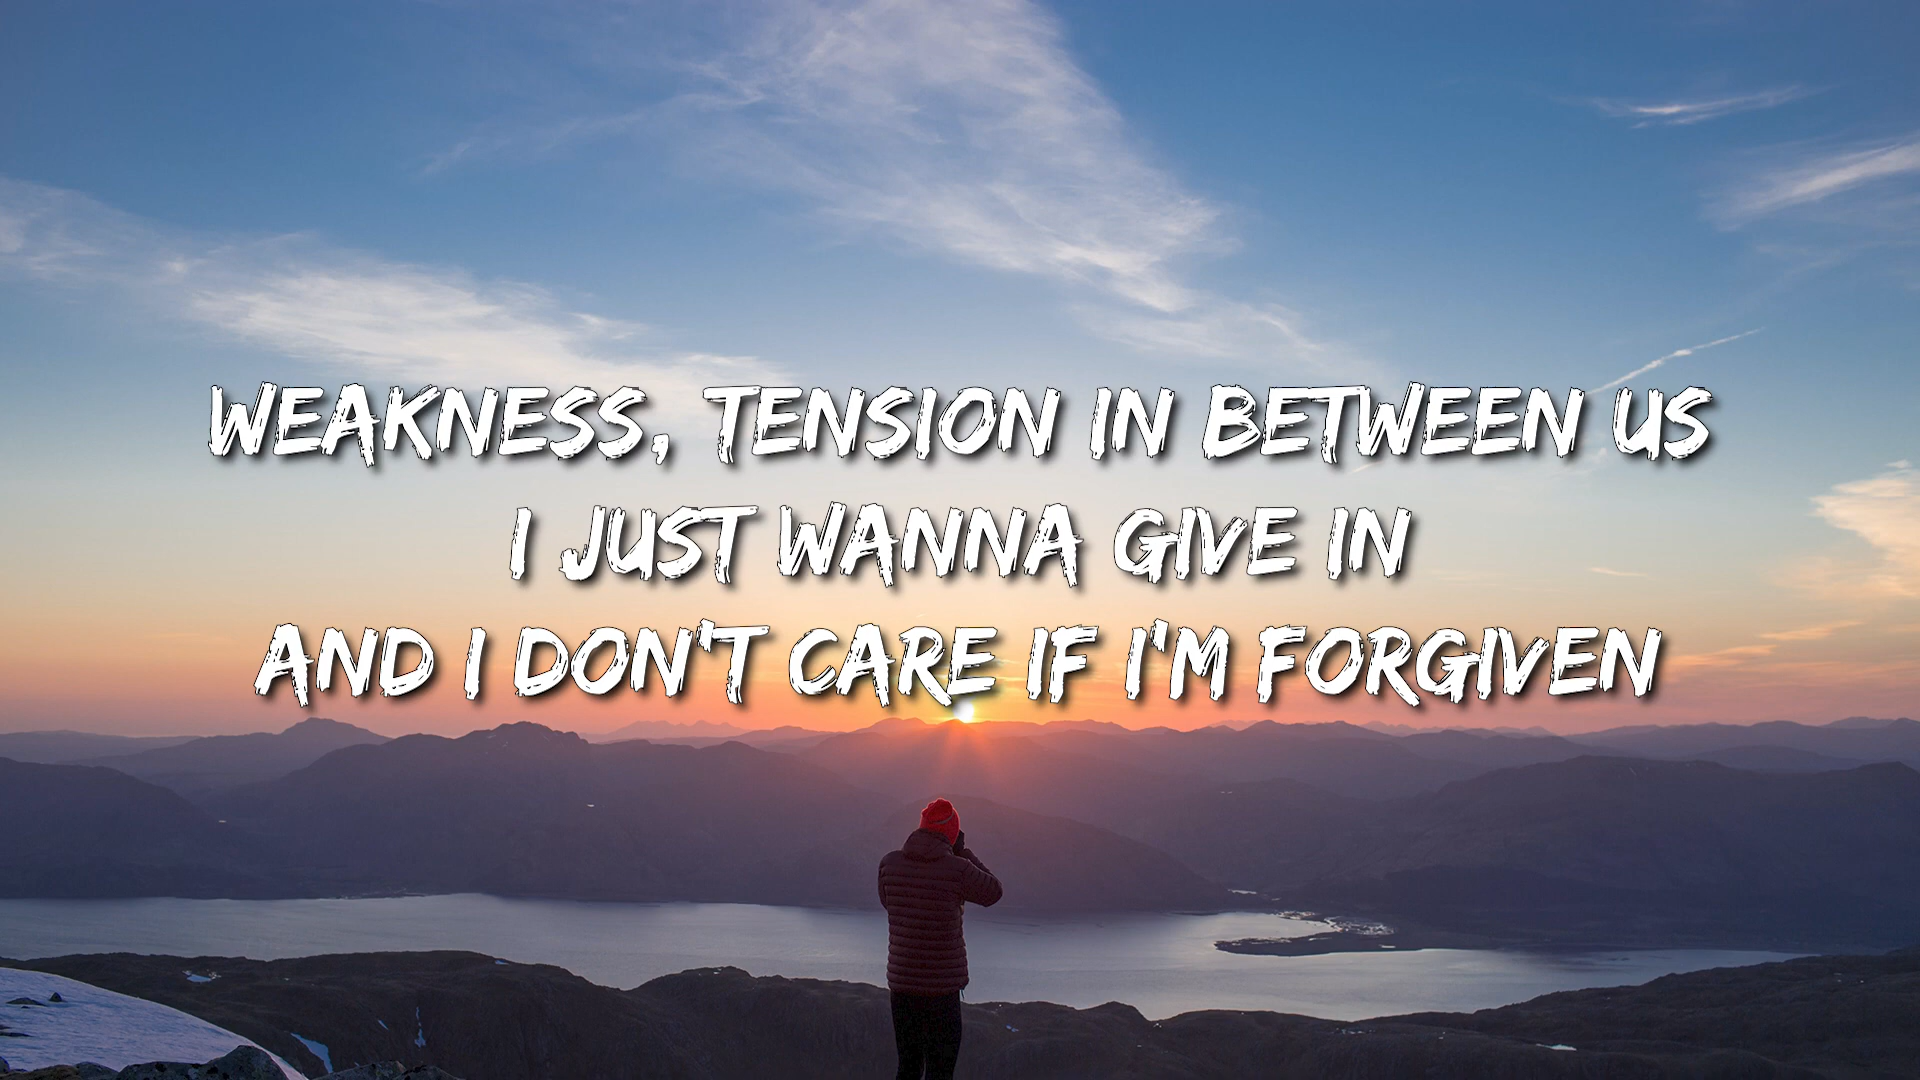 WEAKNESS, TENSION IN BETWEEN US
I JUST WANNA GIVE IN
AND I DON'T CARE IF I'M FORGIVEN